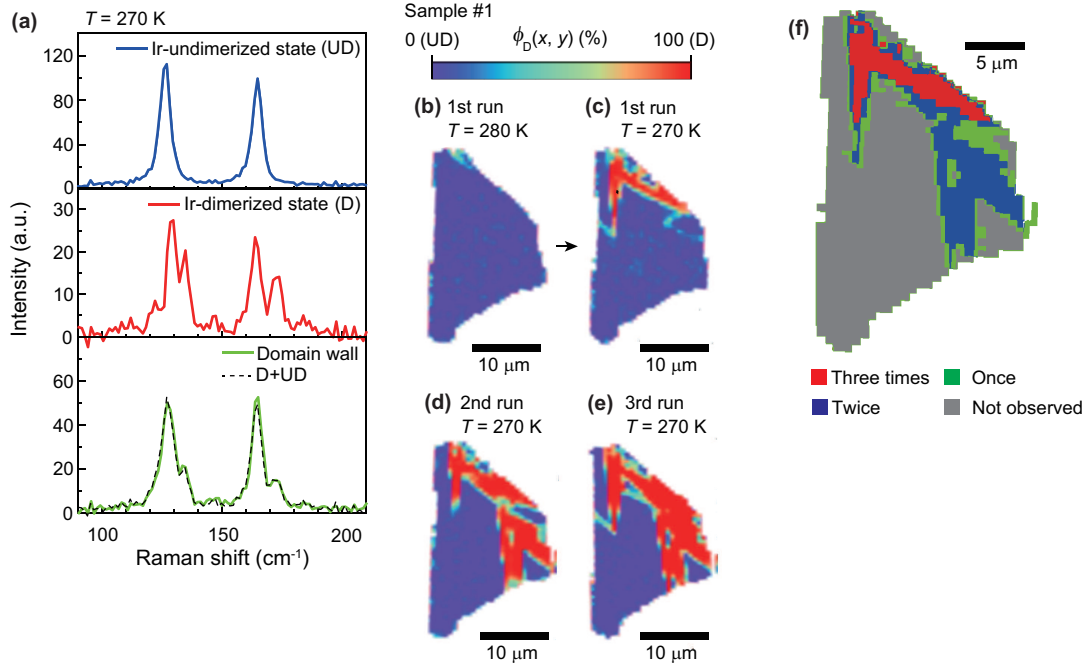 (a)
T = 270 K
Ir-undimerized state (UD)
120
80
40
0
Ir-dimerized state (D)
30
20
10
0
Domain wall
D+UD
60
40
20
0
100
150
200
Intensity (a.u.)
Raman shift (cm⁻¹)
Sample #1
0 (UD)
ϕD(x, y) (%)
100 (D)
(b) 1st run
T = 280 K
10 μm
(c) 1st run
T = 270 K
10 μm
(d) 2nd run
T = 270 K
10 μm
(e) 3rd run
T = 270 K
10 μm
(f)
5 μm
Three times
Once
Twice
Not observed